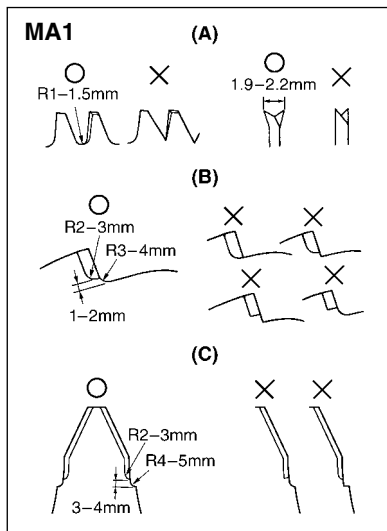 MA1
(A)
1.9–2.2mm
R1–1.5mm
(B)
R2–3mm
R3–4mm
1–2mm
(C)
R2–3mm
R4–5mm
3–4mm